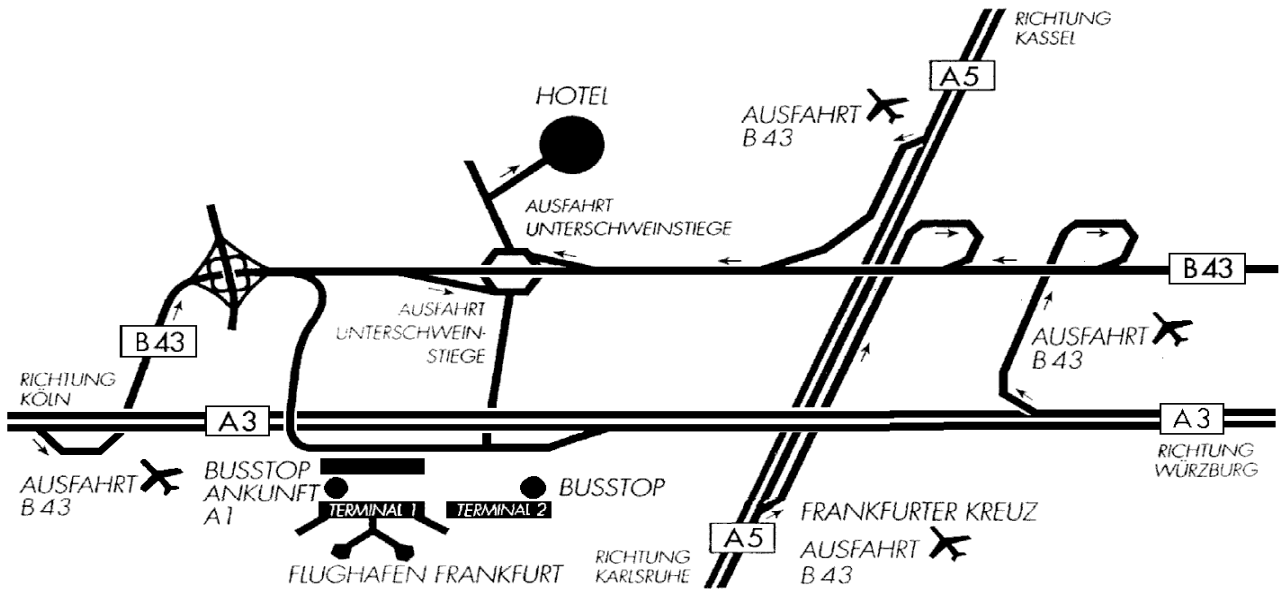 RICHTUNG
KASSEL
A5
HOTEL
AUSFAHRT
B 43
AUSFAHRT
UNTERSCHWEINSTIEGE
B 43
AUSFAHRT
UNTERSCHWEIN-
STIEGE
B 43
AUSFAHRT
B 43
RICHTUNG
KÖLN
A3
A3
RICHTUNG
WÜRZBURG
AUSFAHRT
B 43
BUSSTOP
ANKUNFT
A1
BUSSTOP
TERMINAL 1
TERMINAL 2
FRANKFURTER KREUZ
AUSFAHRT
B 43
A5
RICHTUNG
KARLSRUHE
FLUGHAFEN FRANKFURT